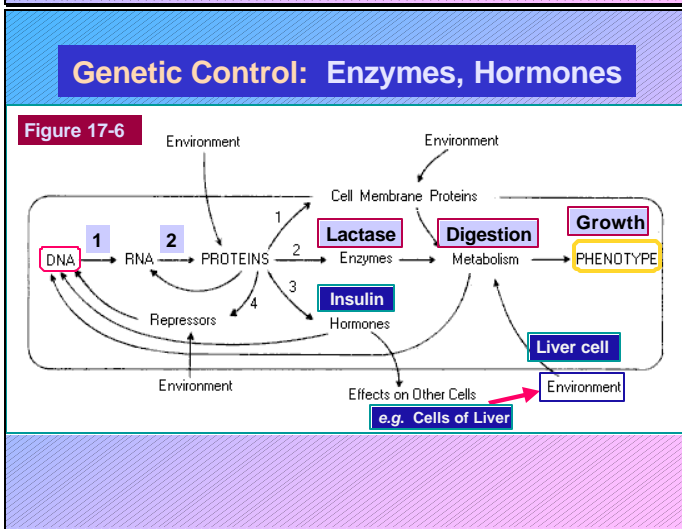 Genetic Control: Enzymes, Hormones
Figure 17-6
Environment
Environment
Cell Membrane Proteins
1
Growth
1
2
Lactase
Digestion
DNA
RNA
PROTEINS
2
Enzymes
Metabolism
PHENOTYPE
3
Insulin
4
Repressors
Hormones
Liver cell
Environment
Effects on Other Cells
Environment
e.g. Cells of Liver